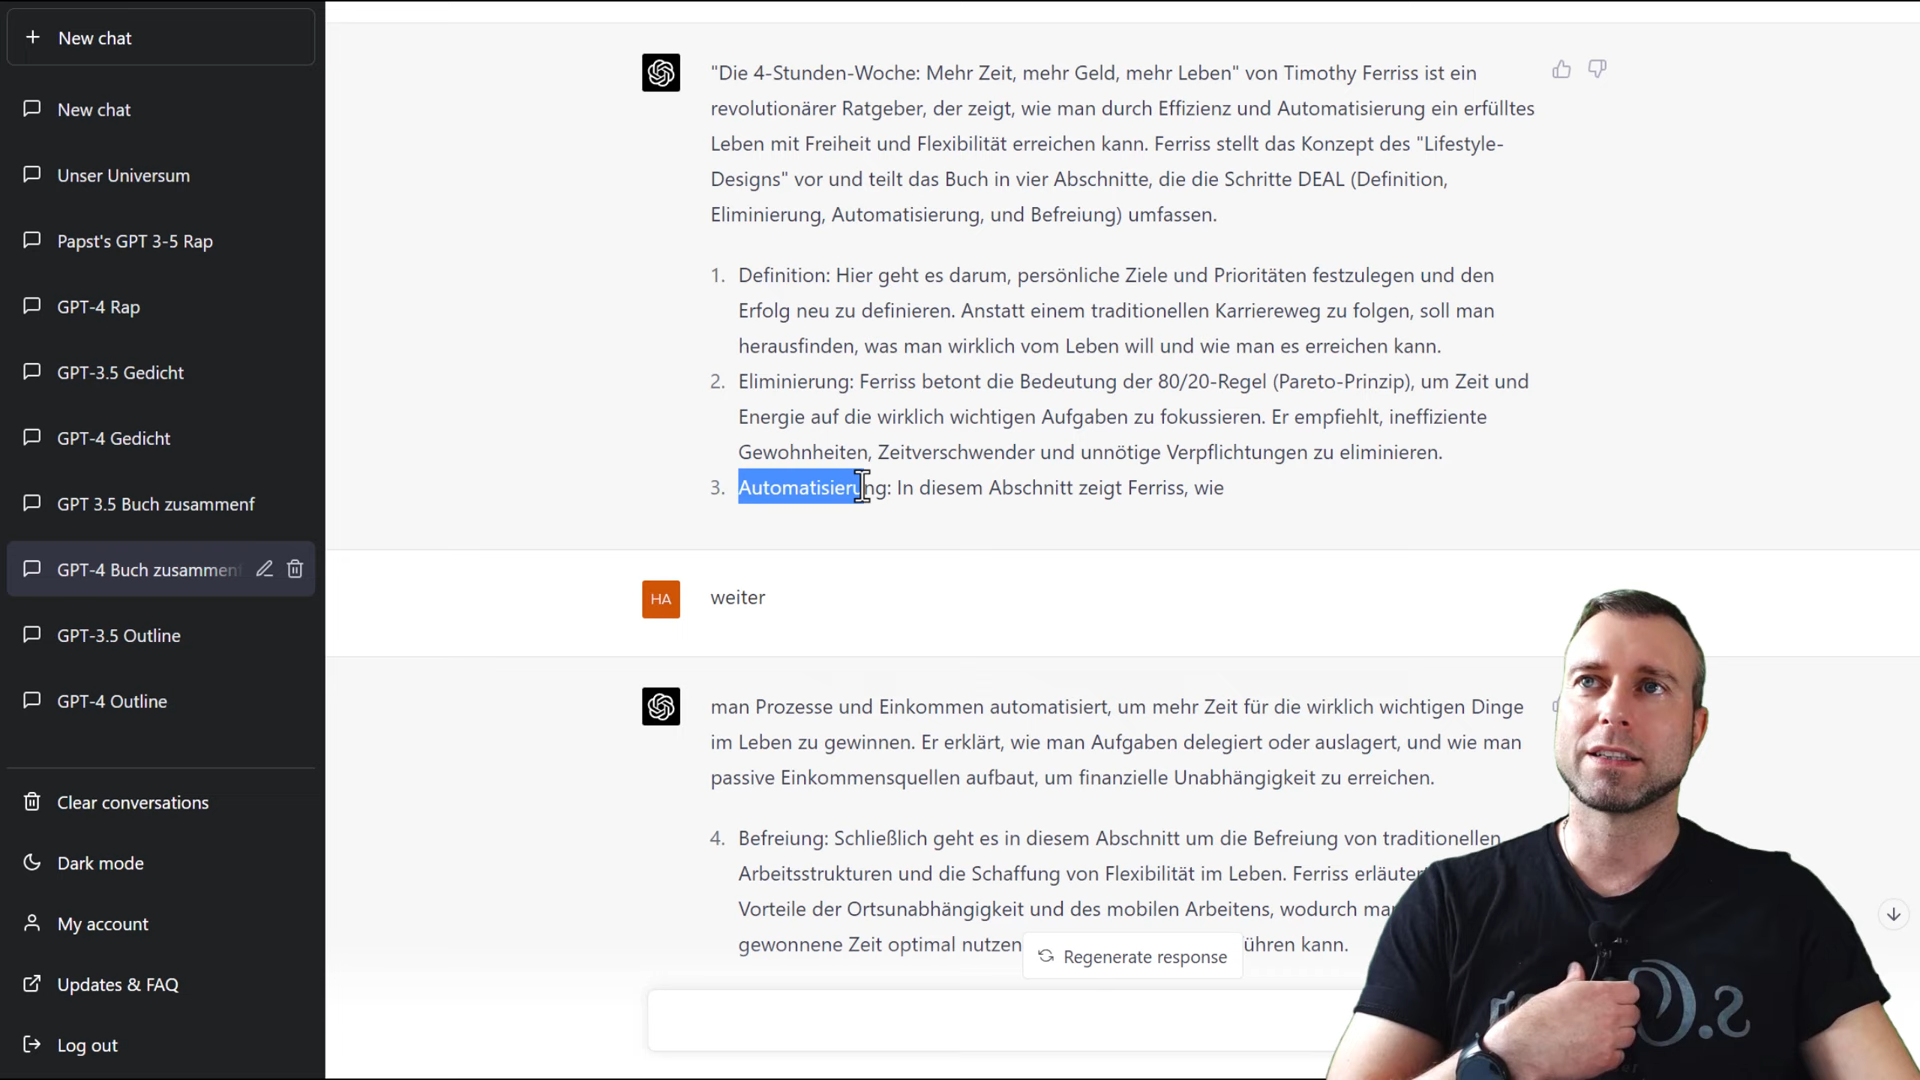 New chat
New chat
Unser Universum
Papst's GPT 3-5 Rap
GPT-4 Rap
GPT-3.5 Gedicht
GPT-4 Gedicht
GPT 3.5 Buch zusammenf
GPT-4 Buch zusammenf
GPT-3.5 Outline
GPT-4 Outline
Clear conversations
Dark mode
My account
Updates & FAQ
Log out
"Die 4-Stunden-Woche: Mehr Zeit, mehr Geld, mehr Leben" von Timothy Ferriss ist ein
revolutionärer Ratgeber, der zeigt, wie man durch Effizienz und Automatisierung ein erfülltes
Leben mit Freiheit und Flexibilität erreichen kann. Ferriss stellt das Konzept des "Lifestyle-
Designs" vor und teilt das Buch in vier Abschnitte, die die Schritte DEAL (Definition,
Eliminierung, Automatisierung, und Befreiung) umfassen.
1. Definition: Hier geht es darum, persönliche Ziele und Prioritäten festzulegen und den
Erfolg neu zu definieren. Anstatt einem traditionellen Karriereweg zu folgen, soll man
herausfinden, was man wirklich vom Leben will und wie man es erreichen kann.
2. Eliminierung: Ferriss betont die Bedeutung der 80/20-Regel (Pareto-Prinzip), um Zeit und
Energie auf die wirklich wichtigen Aufgaben zu fokussieren. Er empfiehlt, ineffiziente
Gewohnheiten, Zeitverschwender und unnötige Verpflichtungen zu eliminieren.
3. Automatisierung: In diesem Abschnitt zeigt Ferriss, wie
HA weiter
man Prozesse und Einkommen automatisiert, um mehr Zeit für die wirklich wichtigen Dinge
im Leben zu gewinnen. Er erklärt, wie man Aufgaben delegiert oder auslagert, und wie man
passive Einkommensquellen aufbaut, um finanzielle Unabhängigkeit zu erreichen.
4. Befreiung: Schließlich geht es in diesem Abschnitt um die Befreiung von traditionellen
Arbeitsstrukturen und die Schaffung von Flexibilität im Leben. Ferriss
Vorteile der Ortsunabhängigkeit und des mobilen Arbeitens, wodurch
gewonnene Zeit optimal nutzen kann.
Regenerate response